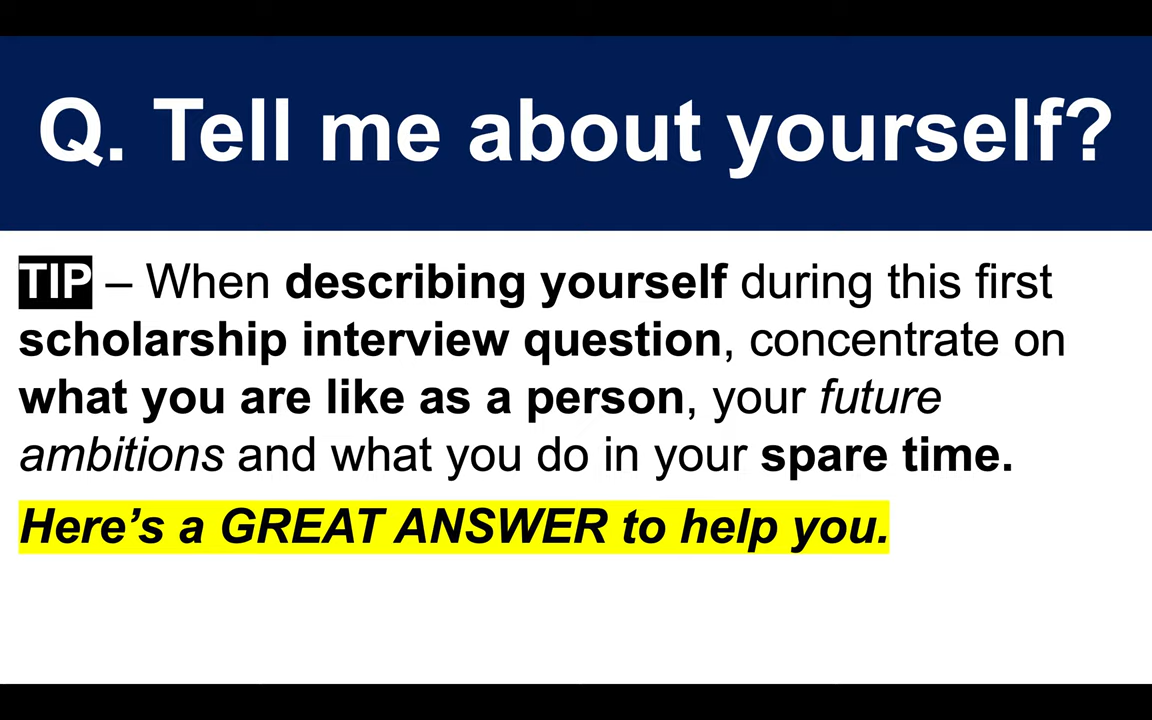 Q. Tell me about yourself?
TIP – When describing yourself during this first
scholarship interview question, concentrate on
what you are like as a person, your future
ambitions and what you do in your spare time.
Here’s a GREAT ANSWER to help you.